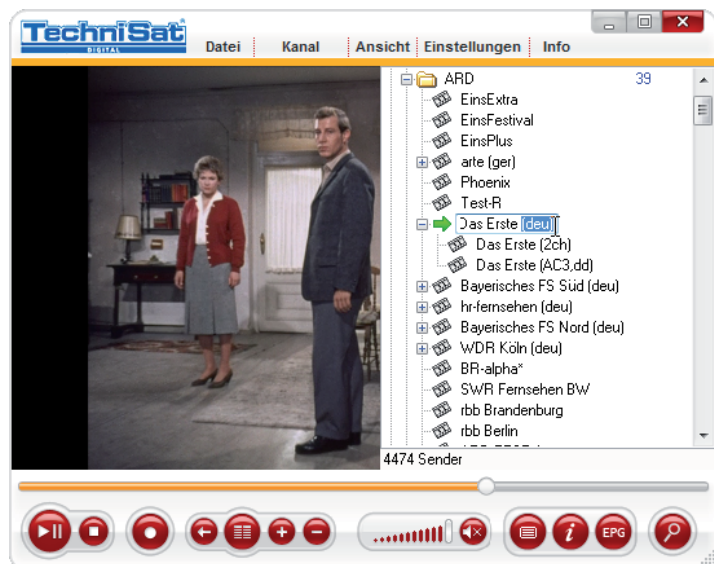 TechniSat
DIGITAL
Datei Kanal Ansicht Einstellungen Info
ARD 39
EinsExtra
EinsFestival
EinsPlus
arte (ger)
Phoenix
Test-R
Das Erste (deu)
Das Erste (2ch)
Das Erste (AC3,dd)
Bayerisches FS Süd (deu)
hr-fernsehen (deu)
Bayerisches FS Nord (deu)
WDR Köln (deu)
BR-alpha*
SWR Fernsehen BW
rbb Brandenburg
rbb Berlin
4474 Sender
EPG